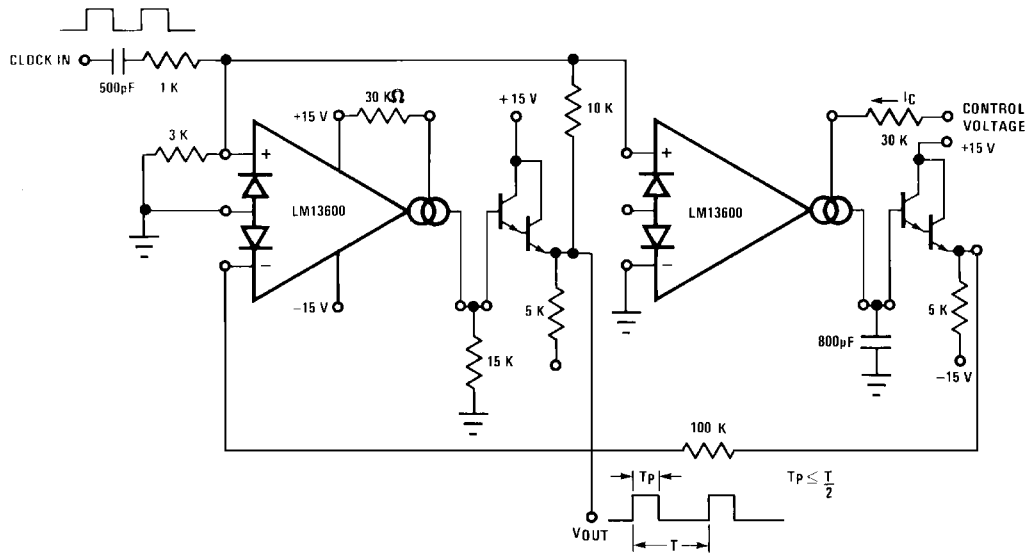 CLOCK IN
500pF
1 K
3 K
+15 V
30 KΩ
+
LM13600
−
−15 V
+15 V
10 K
5 K
15 K
+
LM13600
−
IC
30 K
CONTROL
VOLTAGE
+15 V
5 K
800pF
−15 V
100 K
TP
TP ≤ T/2
VOUT
T